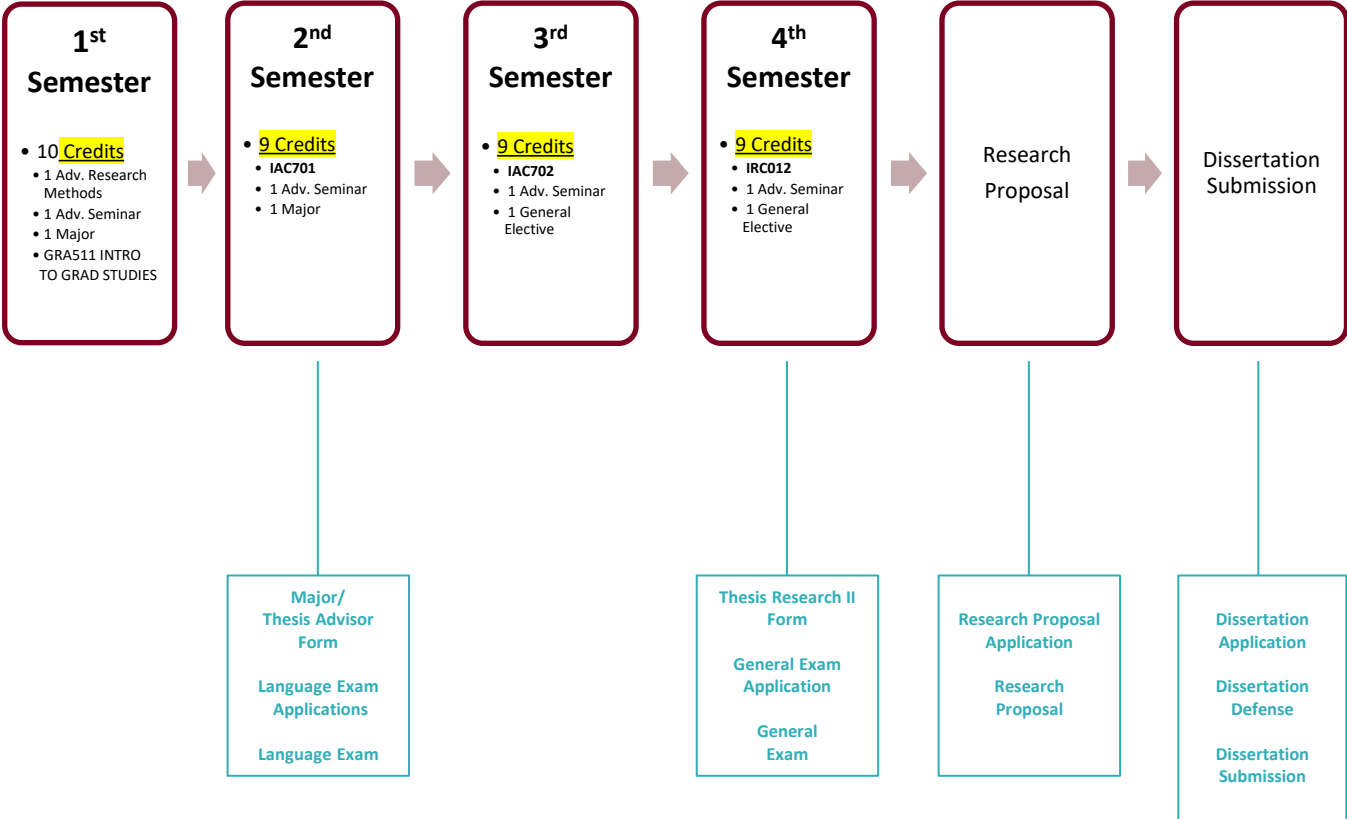 1st
Semester
• 10 Credits
• 1 Adv. Research
Methods
• 1 Adv. Seminar
• 1 Major
• GRA511 INTRO
TO GRAD STUDIES
2nd
Semester
• 9 Credits
• IAC701
• 1 Adv. Seminar
• 1 Major
3rd
Semester
• 9 Credits
• IAC702
• 1 Adv. Seminar
• 1 General
Elective
4th
Semester
• 9 Credits
• IRC012
• 1 Adv. Seminar
• 1 General
Elective
Research
Proposal
Dissertation
Submission
Major/
Thesis Advisor
Form
Language Exam
Applications
Language Exam
Thesis Research II
Form
General Exam
Application
General
Exam
Research Proposal
Application
Research
Proposal
Dissertation
Application
Dissertation
Defense
Dissertation
Submission